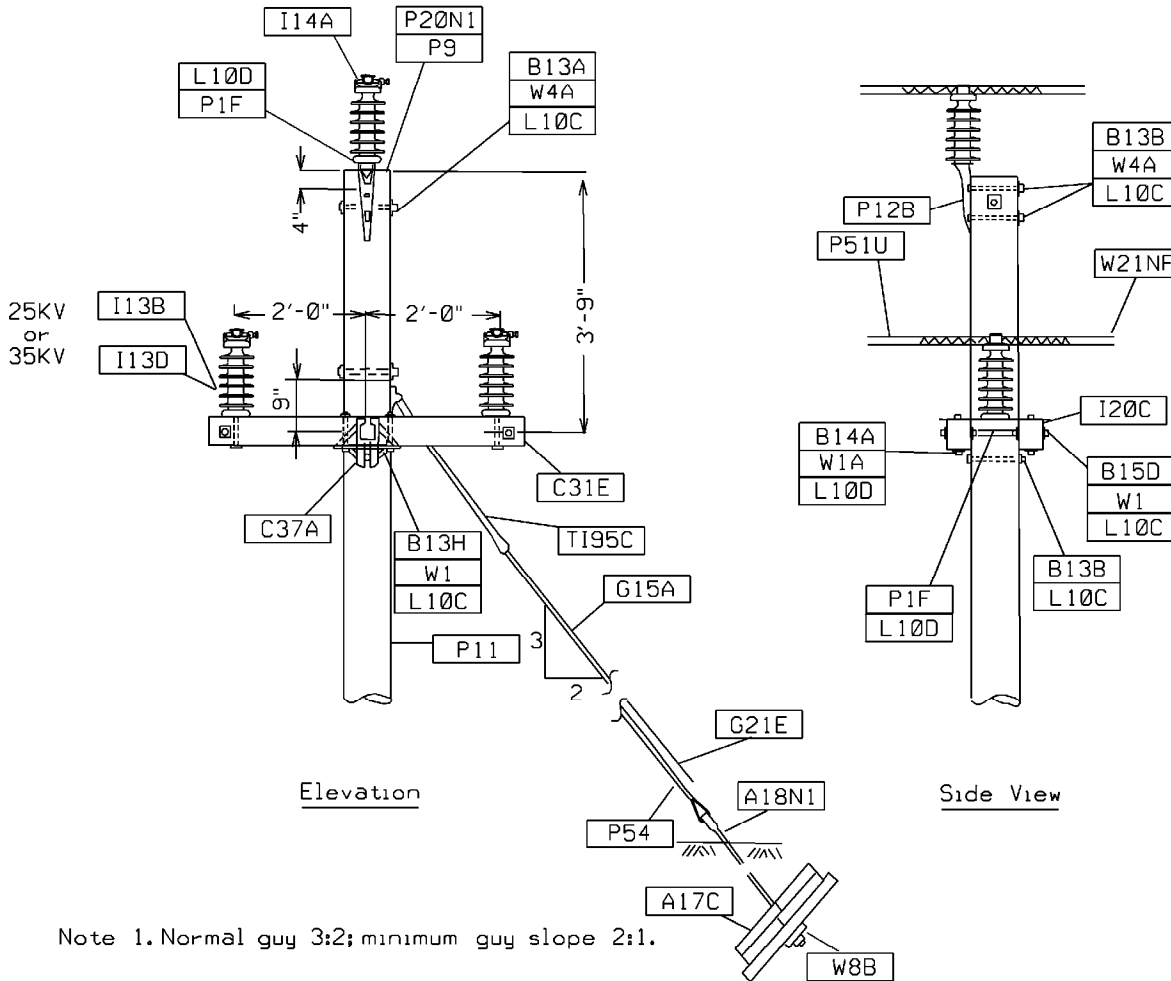 I14A
P20N1
P9
L10D
P1F
B13A
W4A
L10C
4"
3'-9"
25KV
or
35KV
I13B
I13D
2'-0"
2'-0"
9"
C37A
C31E
B13H
W1
L10C
TI95C
G15A
P11
3
2
G21E
A18N1
P54
A17C
W8B
Elevation
B13B
W4A
L10C
P12B
P51U
W21NF
I20C
B14A
W1A
L10D
B15D
W1
L10C
P1F
L10D
B13B
L10C
Side View
Note 1. Normal guy 3:2; minimum guy slope 2:1.